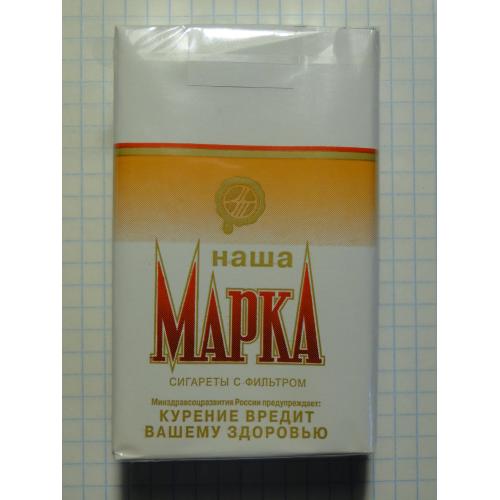 наша
МАРКА
СИГАРЕТЫ С ФИЛЬТРОМ
Минздравсоцразвития России предупреждает:
КУРЕНИЕ ВРЕДИТ
ВАШЕМУ ЗДОРОВЬЮ